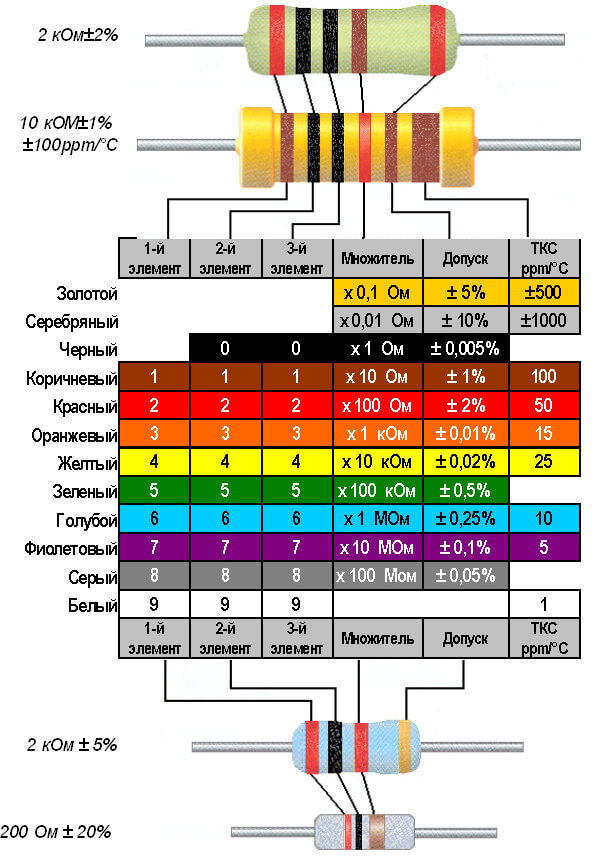 2 кОм±2%
10 кОМ±1%
±100ppm/°C
1-й элемент 2-й элемент 3-й элемент Множитель Допуск ТКС ppm/°C
Золотой x 0,1 Ом ± 5% ±500
Серебряный x 0,01 Ом ± 10% ±1000
Черный 0 0 x 1 Ом ± 0,005%
Коричневый 1 1 1 x 10 Ом ± 1% 100
Красный 2 2 2 x 100 Ом ± 2% 50
Оранжевый 3 3 3 x 1 кОм ± 0,01% 15
Желтый 4 4 4 x 10 кОм ± 0,02% 25
Зеленый 5 5 5 x 100 кОм ± 0,5%
Голубой 6 6 6 x 1 МОм ± 0,25% 10
Фиолетовый 7 7 7 x 10 МОм ± 0,1% 5
Серый 8 8 8 x 100 Мом ± 0,05%
Белый 9 9 9 1
1-й элемент 2-й элемент 3-й элемент Множитель Допуск ТКС ppm/°C
2 кОм ± 5%
200 Ом ± 20%